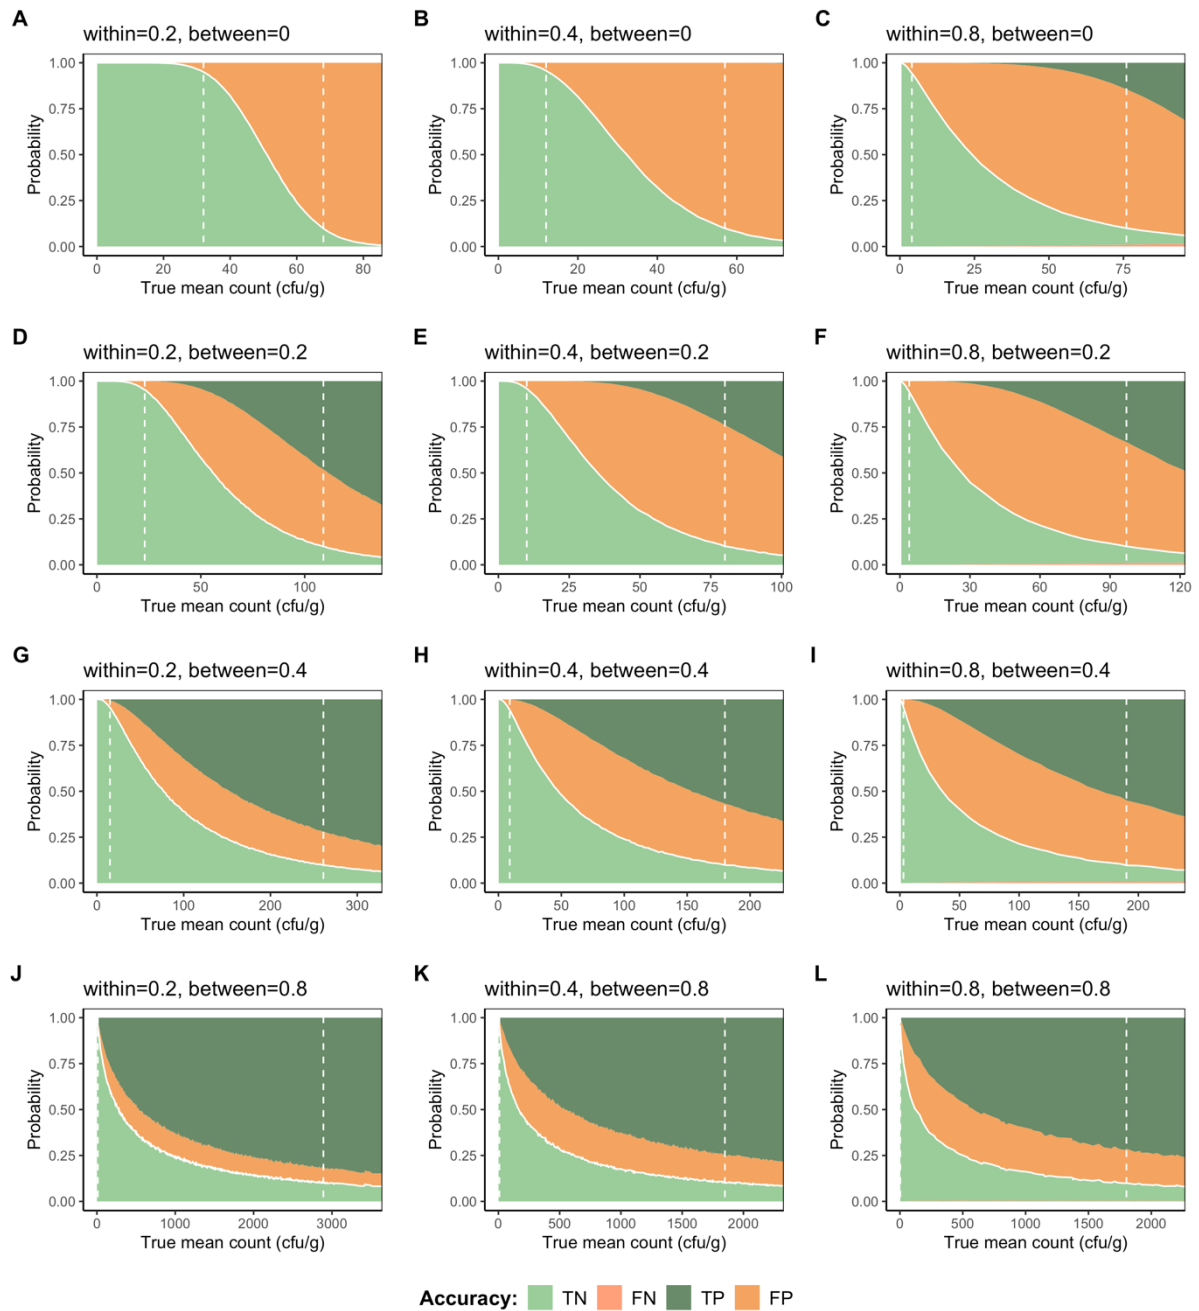 A B C
within=0.2, between=0 within=0.4, between=0 within=0.8, between=0
1.00 1.00 1.00
0.75 0.75 0.75
0.50 0.50 0.50
0.25 0.25 0.25
0.00 0.00 0.00
Probability Probability Probability
0 20 40 60 80 0 20 40 60 0 25 50 75
True mean count (cfu/g) True mean count (cfu/g) True mean count (cfu/g)
D E F
within=0.2, between=0.2 within=0.4, between=0.2 within=0.8, between=0.2
1.00 1.00 1.00
0.75 0.75 0.75
0.50 0.50 0.50
0.25 0.25 0.25
0.00 0.00 0.00
Probability Probability Probability
0 50 100 0 25 50 75 100 0 30 60 90 120
True mean count (cfu/g) True mean count (cfu/g) True mean count (cfu/g)
G H I
within=0.2, between=0.4 within=0.4, between=0.4 within=0.8, between=0.4
1.00 1.00 1.00
0.75 0.75 0.75
0.50 0.50 0.50
0.25 0.25 0.25
0.00 0.00 0.00
Probability Probability Probability
0 100 200 300 0 50 100 150 200 0 50 100 150 200
True mean count (cfu/g) True mean count (cfu/g) True mean count (cfu/g)
J K L
within=0.2, between=0.8 within=0.4, between=0.8 within=0.8, between=0.8
1.00 1.00 1.00
0.75 0.75 0.75
0.50 0.50 0.50
0.25 0.25 0.25
0.00 0.00 0.00
Probability Probability Probability
0 1000 2000 3000 0 500 1000 1500 2000 0 500 1000 1500 2000
True mean count (cfu/g) True mean count (cfu/g) True mean count (cfu/g)
Accuracy: TN FN TP FP